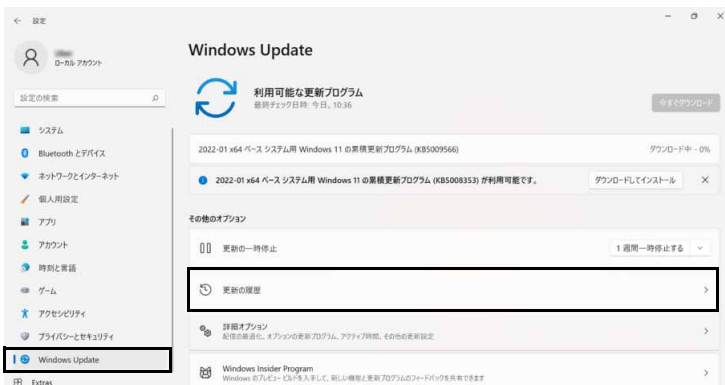 設定
ローカル アカウント
設定の検索
システム
Bluetooth とデバイス
ネットワークとインターネット
個人用設定
アプリ
アカウント
時刻と言語
ゲーム
アクセシビリティ
プライバシーとセキュリティ
Windows Update
Extras
Windows Update
利用可能な更新プログラム
最終チェック日時: 今日、10:36
今すぐダウンロード
2022-01 x64 ベース システム用 Windows 11 の累積更新プログラム (KB5009566)
ダウンロード中 - 0%
2022-01 x64 ベース システム用 Windows 11 の累積更新プログラム (KB5008353) が利用可能です。
ダウンロードしてインストール
その他のオプション
更新の一時停止
1 週間一時停止する
更新の履歴
詳細オプション
配信の最適化、オプションの更新プログラム、アクティブ時間、その他の更新設定
Windows Insider Program
Windows のプレビュー ビルドを入手して、新しい機能と更新プログラムのフィードバックを共有できます